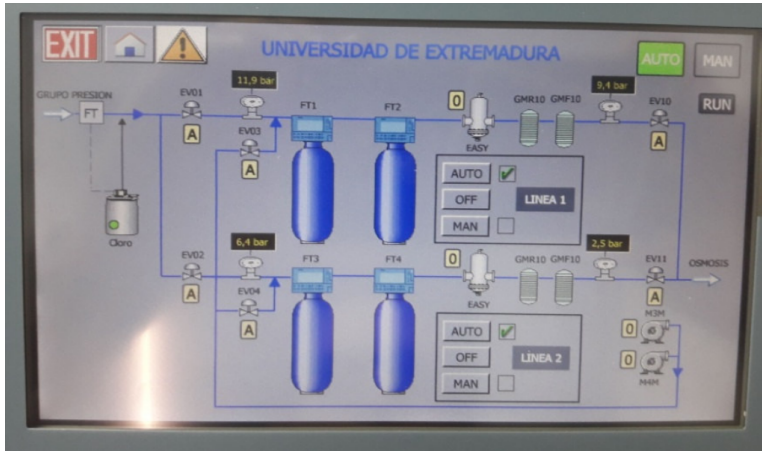 EXIT
UNIVERSIDAD DE EXTREMADURA
AUTO
MAN
RUN
GRUPO PRESION
FT
EV01
A
11,9 bar
EV03
A
FT1
FT2
0
EASY
GMR10
GMF10
9,4 bar
EV10
A
AUTO
OFF
LINEA 1
MAN
Cloro
EV02
A
6,4 bar
EV04
A
FT3
FT4
0
EASY
GMR10
GMF10
2,5 bar
EV11
A
OSMOSIS
AUTO
OFF
LINEA 2
MAN
M3M
0
0
M4M